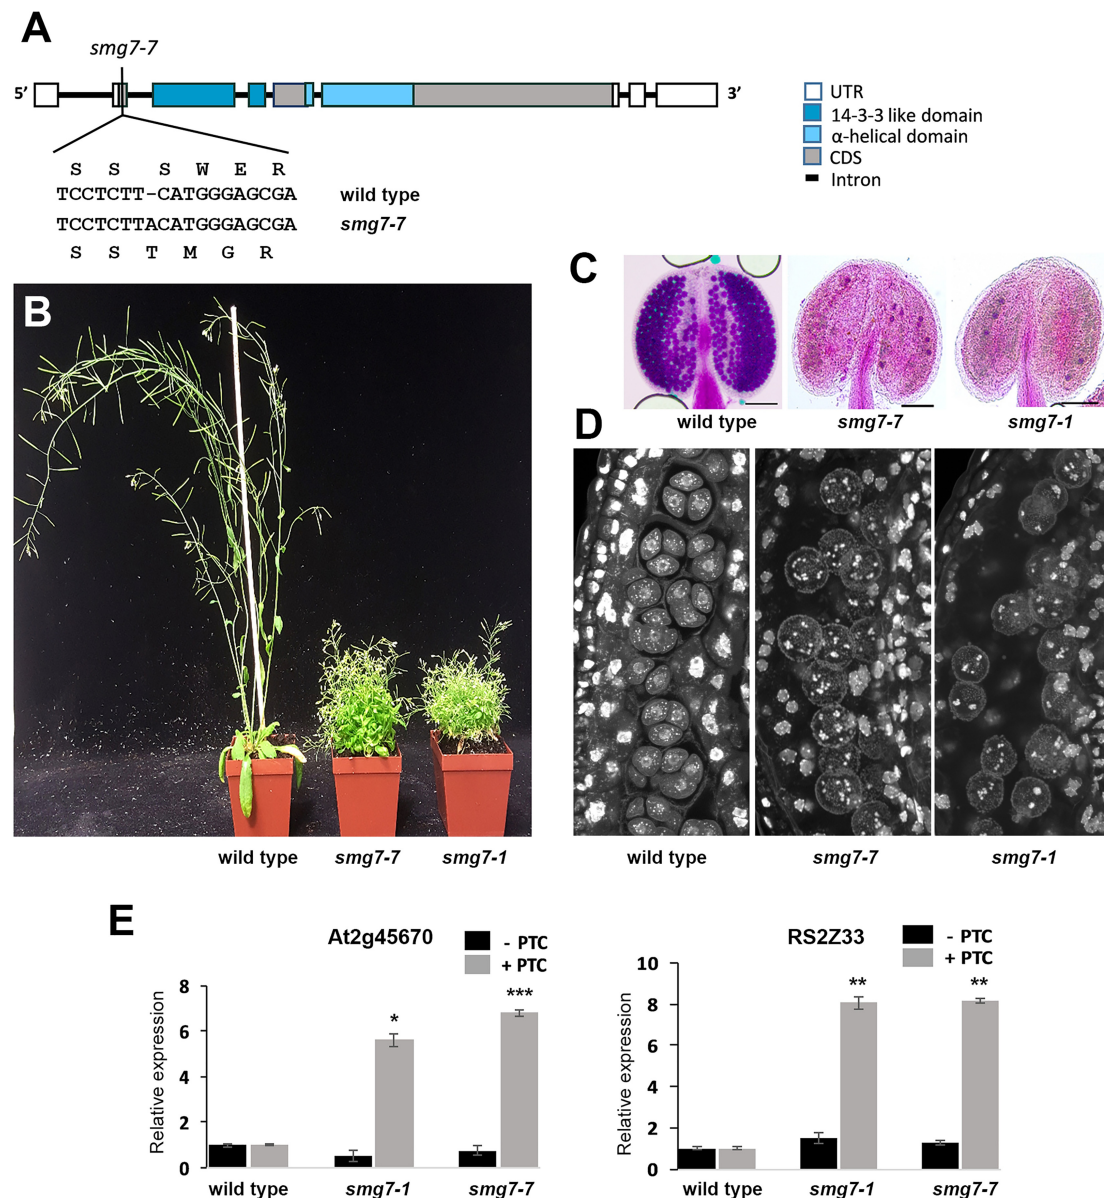 A
smg7-7
5’
3’
UTR
14-3-3 like domain
α-helical domain
CDS
Intron
S S S W E R
TCCTCTT-CATGGGAGCGA wild type
TCCTCTTACATGGGAGCGA smg7-7
S S T M G R
B
wild type smg7-7 smg7-1
C
wild type smg7-7 smg7-1
D
wild type smg7-7 smg7-1
E
At2g45670
- PTC
+ PTC
Relative expression
8
6
4
2
0
*
***
wild type smg7-1 smg7-7
RS2Z33
- PTC
+ PTC
Relative expression
10
8
6
4
2
0
**
**
wild type smg7-1 smg7-7